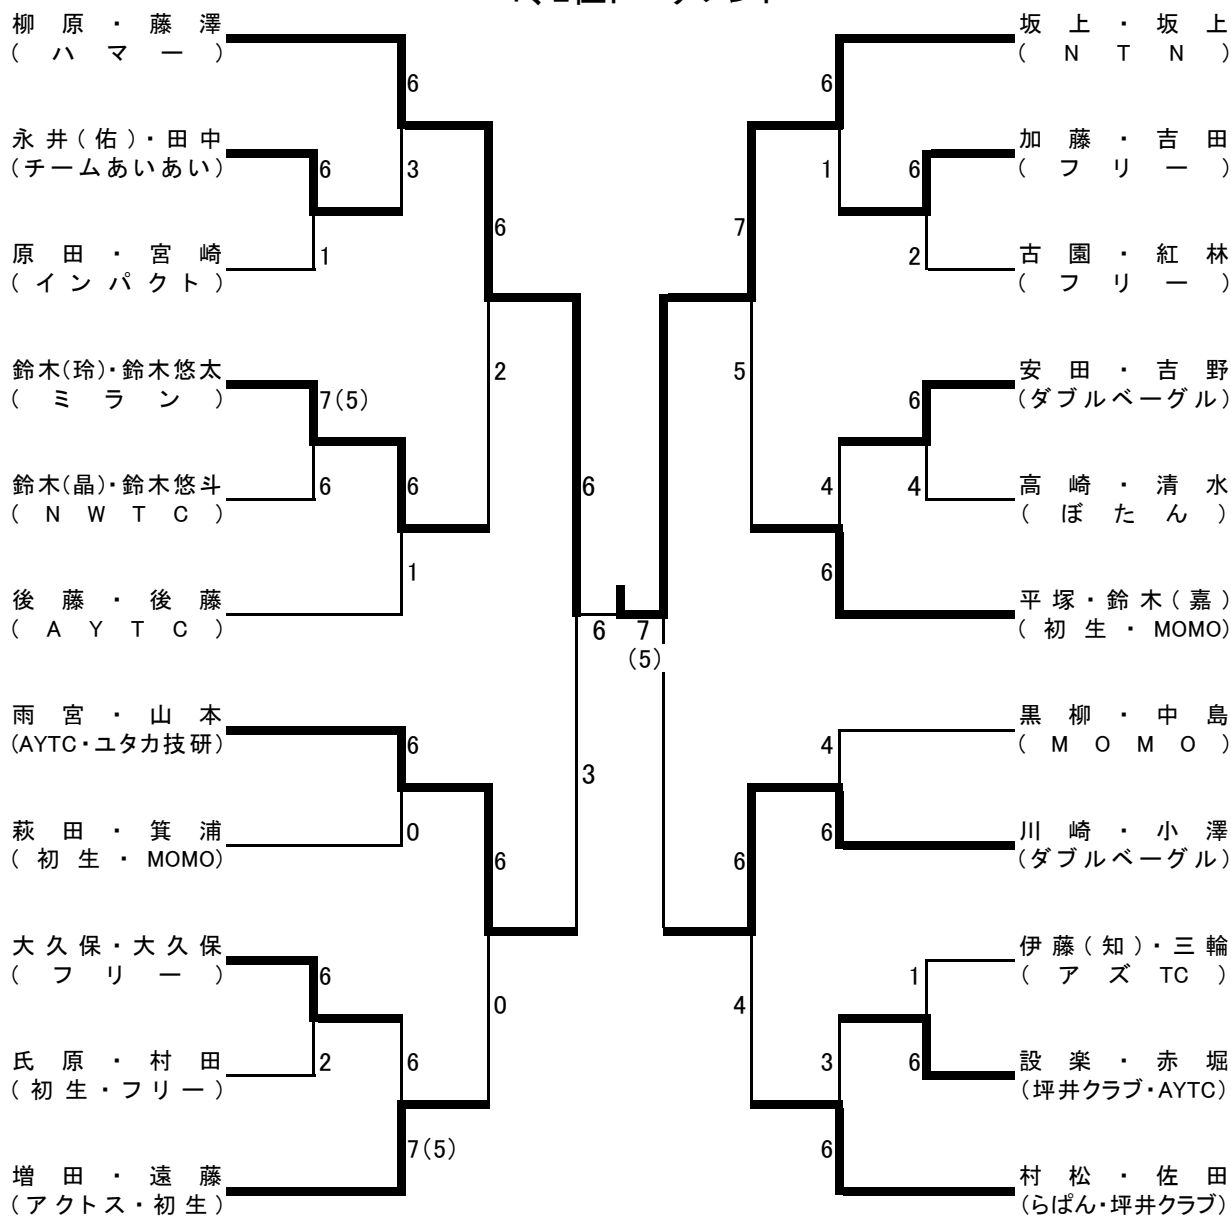 柳原・藤澤
(ハマー)
6
永井(佑)・田中
(チームあいあい)
6
3
原田・宮崎
(インパクト)
1
6
鈴木(玲)・鈴木悠太
(ミラン)
7(5)
2
鈴木(晶)・鈴木悠斗
(NWTC)
6
6
6
後藤・後藤
(AYTC)
1
雨宮・山本
(AYTC・ユタカ技研)
6
3
萩田・箕浦
(初生・MOMO)
0
6
大久保・大久保
(フリー)
6
0
氏原・村田
(初生・フリー)
2
6
増田・遠藤
(アクトス・初生)
7(5)
6
7
(5)
坂上・坂上
(NTN)
6
加藤・吉田
(フリー)
1
6
古園・紅林
(フリー)
7
2
安田・吉野
(ダブルベーグル)
5
6
高崎・清水
(ぼたん)
4
4
平塚・鈴木(嘉)
(初生・MOMO)
6
黒柳・中島
(MOMO)
4
川崎・小澤
(ダブルベーグル)
6
6
伊藤(知)・三輪
(アズTC)
1
4
設楽・赤堀
(坪井クラブ・AYTC)
3
6
村松・佐田
(らぱん・坪井クラブ)
6